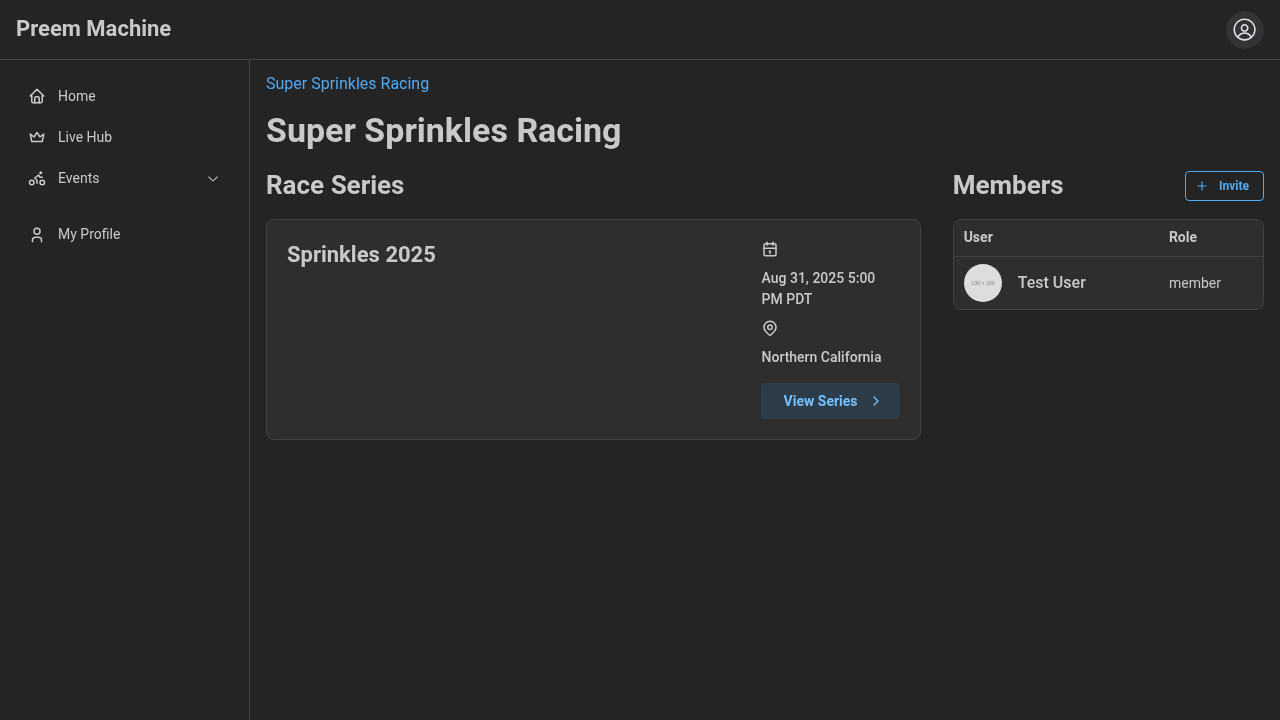 Preem Machine
Home
Live Hub
Events
My Profile
Super Sprinkles Racing
Super Sprinkles Racing
Race Series
Sprinkles 2025
Aug 31, 2025 5:00
PM PDT
Northern California
View Series
Members
Invite
User Role
100 × 100
Test User member